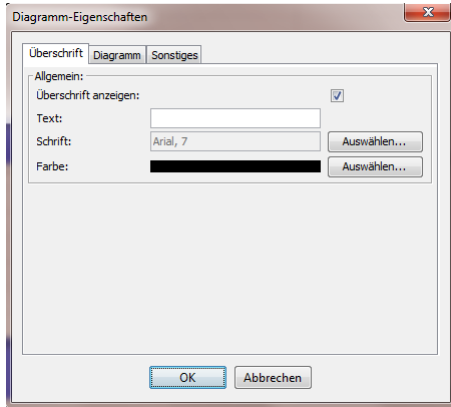 Diagramm-Eigenschaften
Überschrift Diagramm Sonstiges
Allgemein:
Überschrift anzeigen:
Text:
Schrift: Arial, 7 Auswählen...
Farbe: Auswählen...
OK Abbrechen